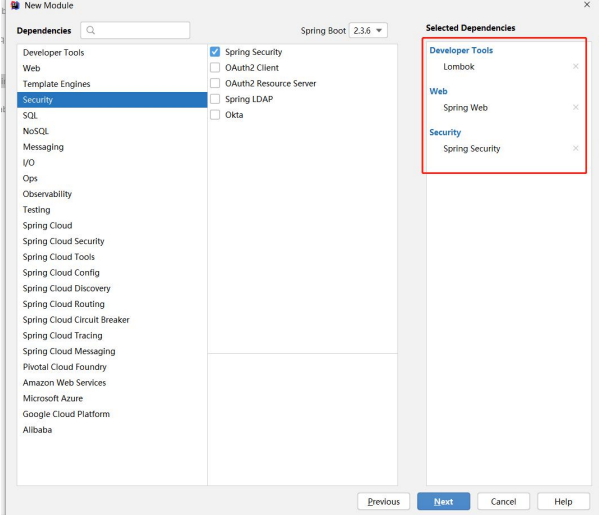 New Module
Dependencies
Spring Boot 2.3.6
Developer Tools
Web
Template Engines
Security
SQL
NoSQL
Messaging
I/O
Ops
Observability
Testing
Spring Cloud
Spring Cloud Security
Spring Cloud Tools
Spring Cloud Config
Spring Cloud Discovery
Spring Cloud Routing
Spring Cloud Circuit Breaker
Spring Cloud Tracing
Spring Cloud Messaging
Pivotal Cloud Foundry
Amazon Web Services
Microsoft Azure
Google Cloud Platform
Alibaba
Spring Security
OAuth2 Client
OAuth2 Resource Server
Spring LDAP
Okta
Selected Dependencies
Developer Tools
Lombok
Web
Spring Web
Security
Spring Security
Previous
Next
Cancel
Help